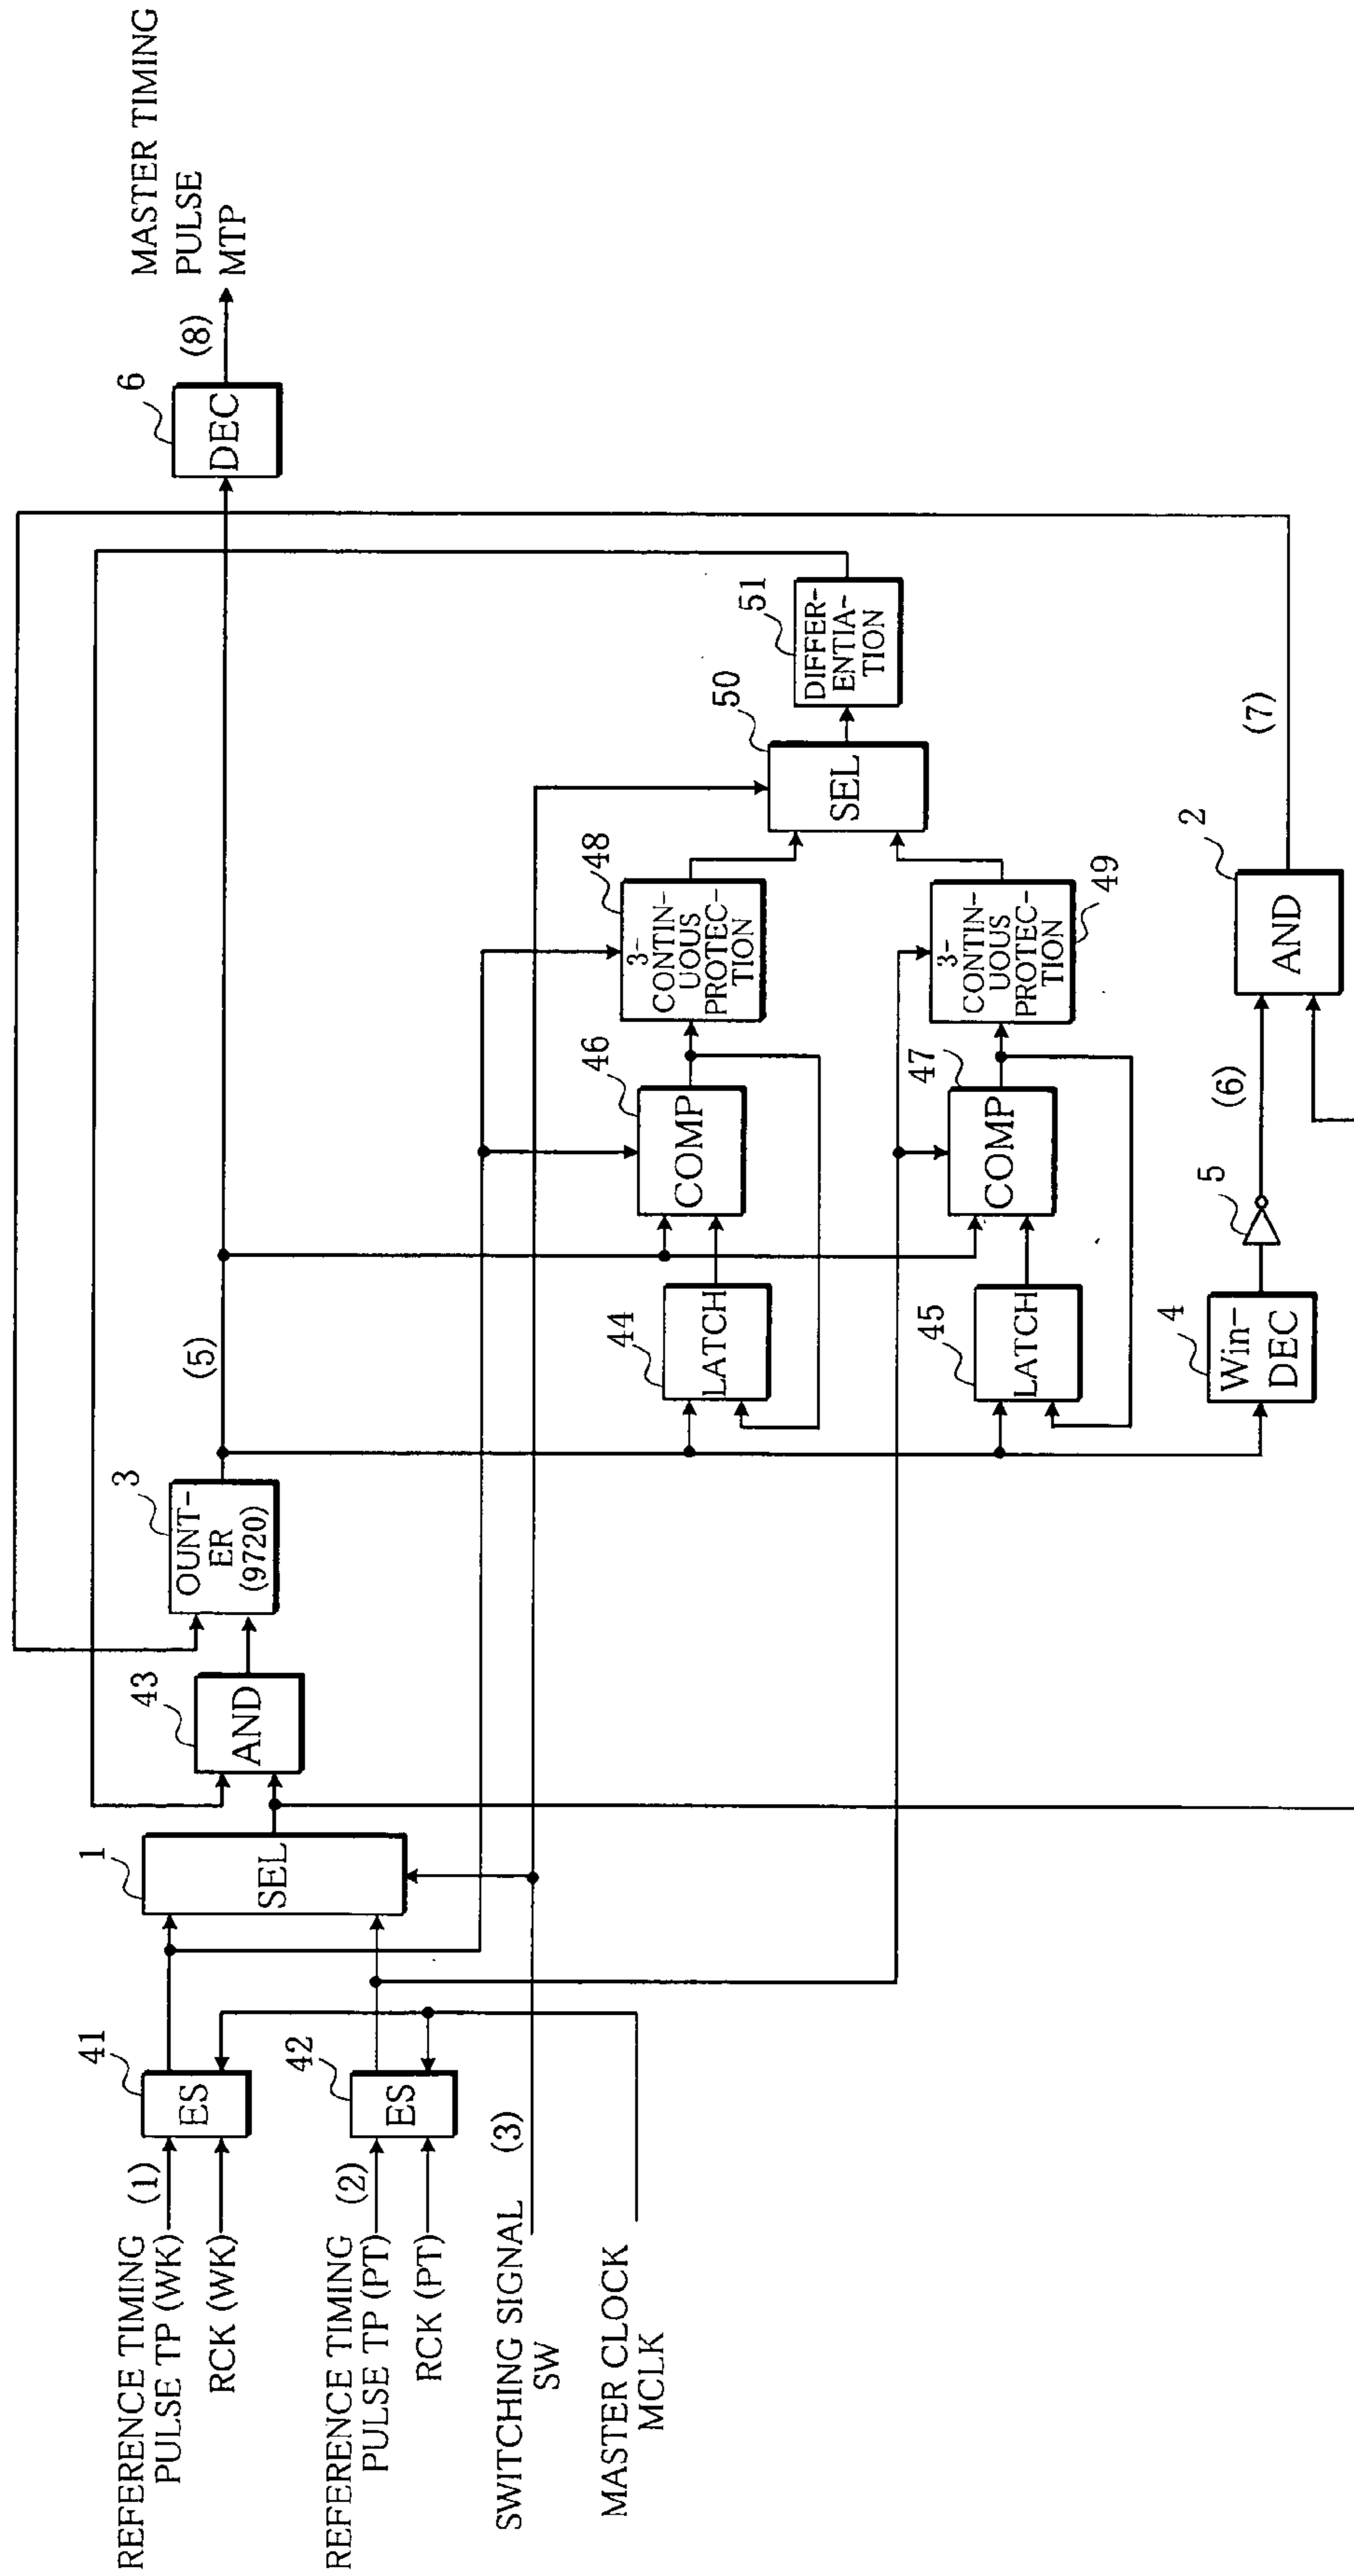 REFERENCE TIMING
PULSE TP (WK)
(1)
RCK (WK)
REFERENCE TIMING
PULSE TP (PT)
(2)
RCK (PT)
SWITCHING SIGNAL
SW
(3)
MASTER CLOCK
MCLK
41
ES
42
ES
1
SEL
43
AND
3
OUNT-
ER
(9720)
(5)
6
DEC
(8)
MASTER TIMING
PULSE
MTP
44
LATCH
46
COMP
48
3-
CONTIN-
UOUS
PROTEC-
TION
50
SEL
51
DIFFER-
ENTIA-
TION
45
LATCH
47
COMP
49
3-
CONTIN-
UOUS
PROTEC-
TION
4
Win-
DEC
5
(6)
2
AND
(7)